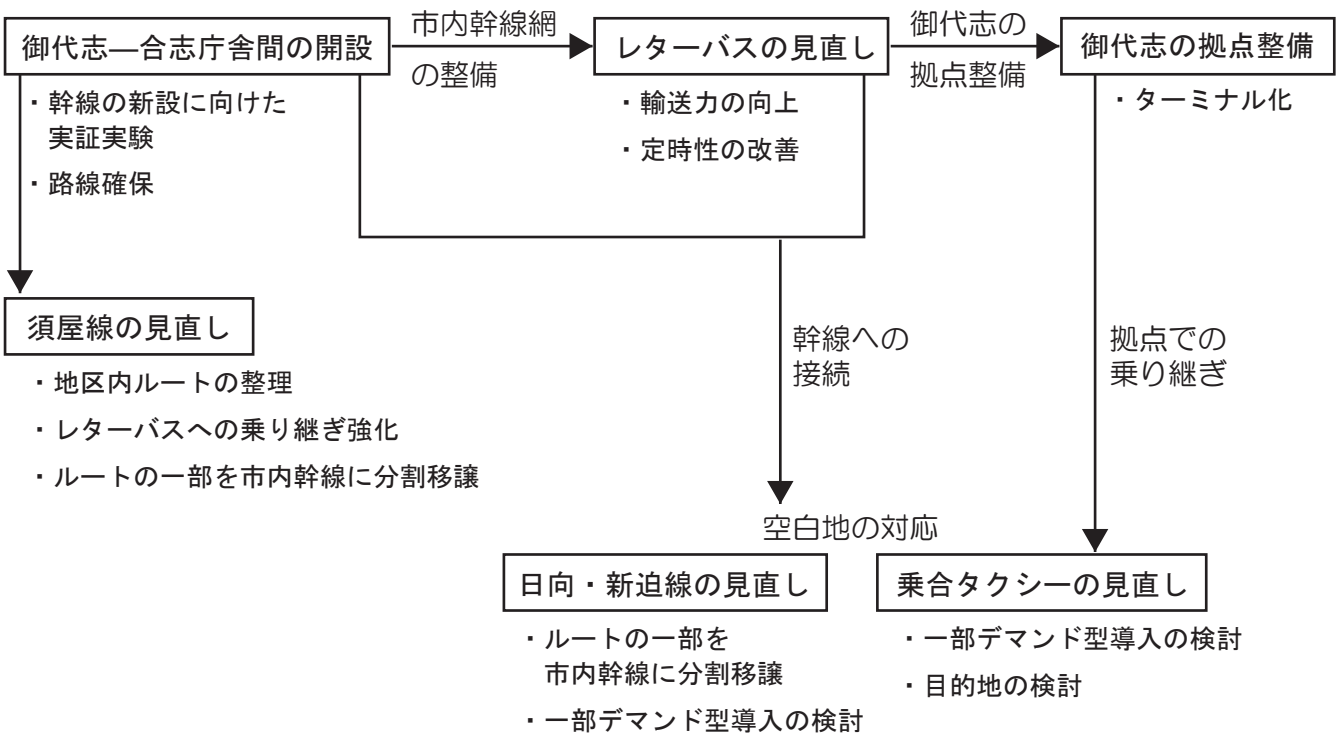 御代志―合志庁舎間の開設
市内幹線網
の整備
レターバスの見直し
御代志の
拠点整備
御代志の拠点整備
・幹線の新設に向けた
実証実験
・路線確保
・輸送力の向上
・定時性の改善
・ターミナル化
須屋線の見直し
・地区内ルートの整理
・レターバスへの乗り継ぎ強化
・ルートの一部を市内幹線に分割移譲
幹線への
接続
拠点での
乗り継ぎ
空白地の対応
日向・新迫線の見直し
・ルートの一部を
市内幹線に分割移譲
・一部デマンド型導入の検討
乗合タクシーの見直し
・一部デマンド型導入の検討
・目的地の検討